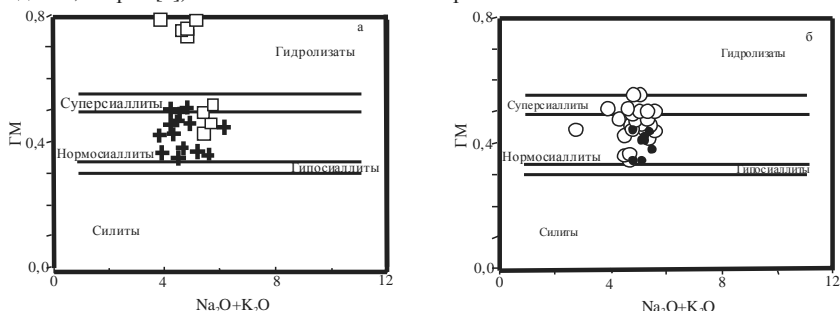 0,8
а
Гидролизаты
Суперсиаллиты
ГМ
0,4
Нормосиаллиты
Гипосиаллиты
Силиты
0,0
0
4
8
12
Na₂O+K₂O
0,8
б
Гидролизаты
Суперсиаллиты
ГМ
0,4
Нормосиаллиты
Гипосиаллиты
Силиты
0,0
0
4
8
12
Na₂O+K₂O